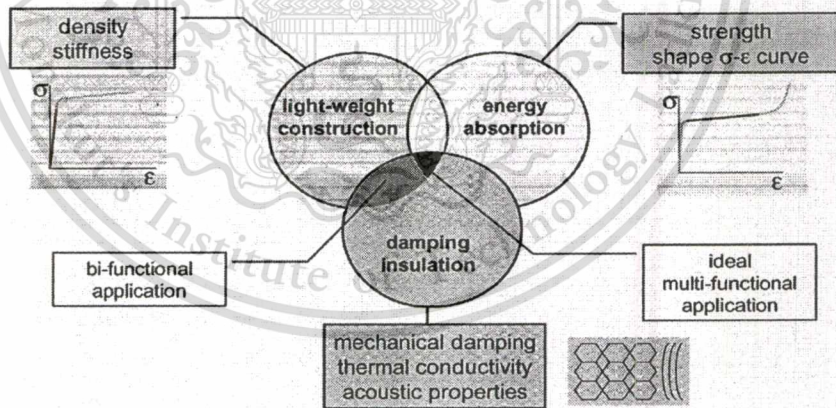 density
stiffness
strength
shape σ-ε curve
σ
ε
light-weight
construction
energy
absorption
σ
ε
damping
insulation
bi-functional
application
ideal
multi-functional
application
mechanical damping
thermal conductivity
acoustic properties
Institute of Technology